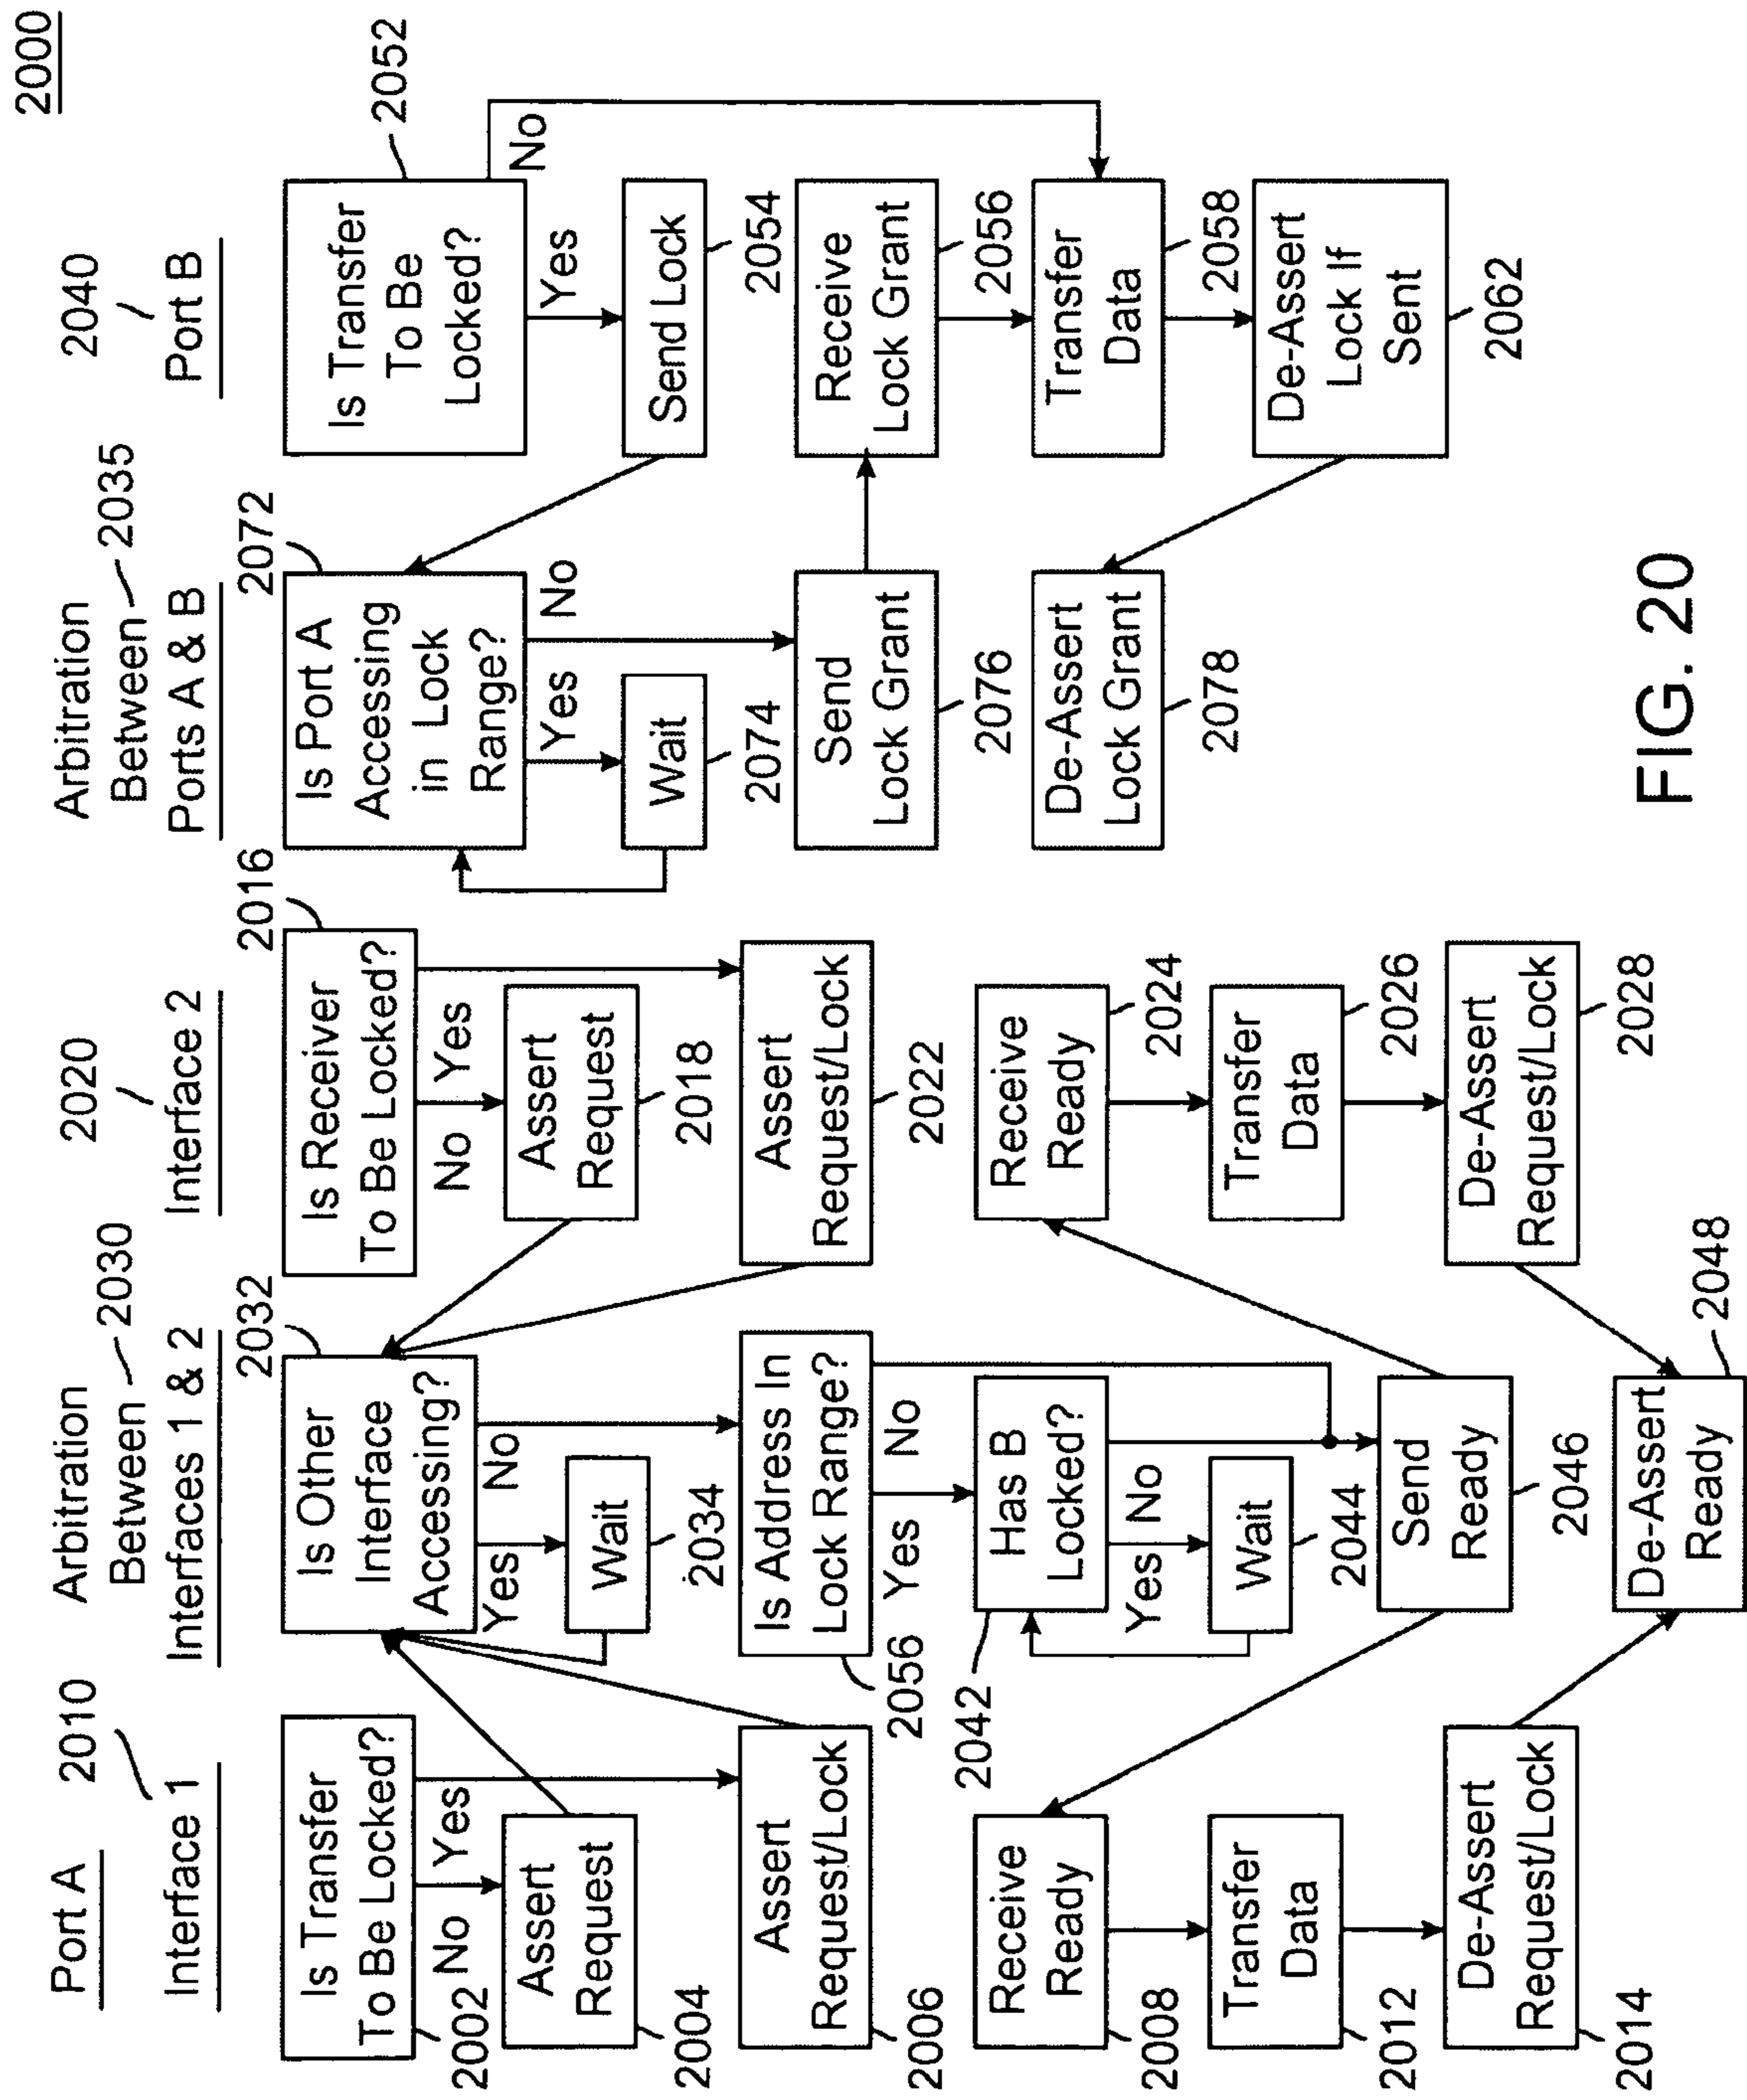 2000
Port A
2010
Interface 1
Is Transfer
To Be Locked?
2002
No
Yes
Assert
Request
2004
Assert
Request/Lock
2006
Receive
Ready
2008
Transfer
Data
2012
De-Assert
Request/Lock
2014
Arbitration
Between
2030
Interfaces 1 & 2
2032
Is Other
Interface
Accessing?
Yes
No
Wait
2034
Is Address In
Lock Range?
2056
Yes
No
Has B
Locked?
2042
Yes
No
Wait
2044
Send
Ready
2046
De-Assert
Ready
2048
2020
Interface 2
2016
Is Receiver
To Be Locked?
No
Yes
Assert
Request
2018
Assert
Request/Lock
2022
Receive
Ready
2024
Transfer
Data
2026
De-Assert
Request/Lock
2028
Arbitration
Between
2035
Ports A & B
2072
Is Port A
Accessing
in Lock
Range?
Yes
No
Wait
2074
Send
Lock Grant
2076
De-Assert
Lock Grant
2078
2040
Port B
2052
Is Transfer
To Be
Locked?
Yes
No
Send Lock
2054
Receive
Lock Grant
2056
Transfer
Data
2058
De-Assert
Lock If
Sent
2062
FIG. 20